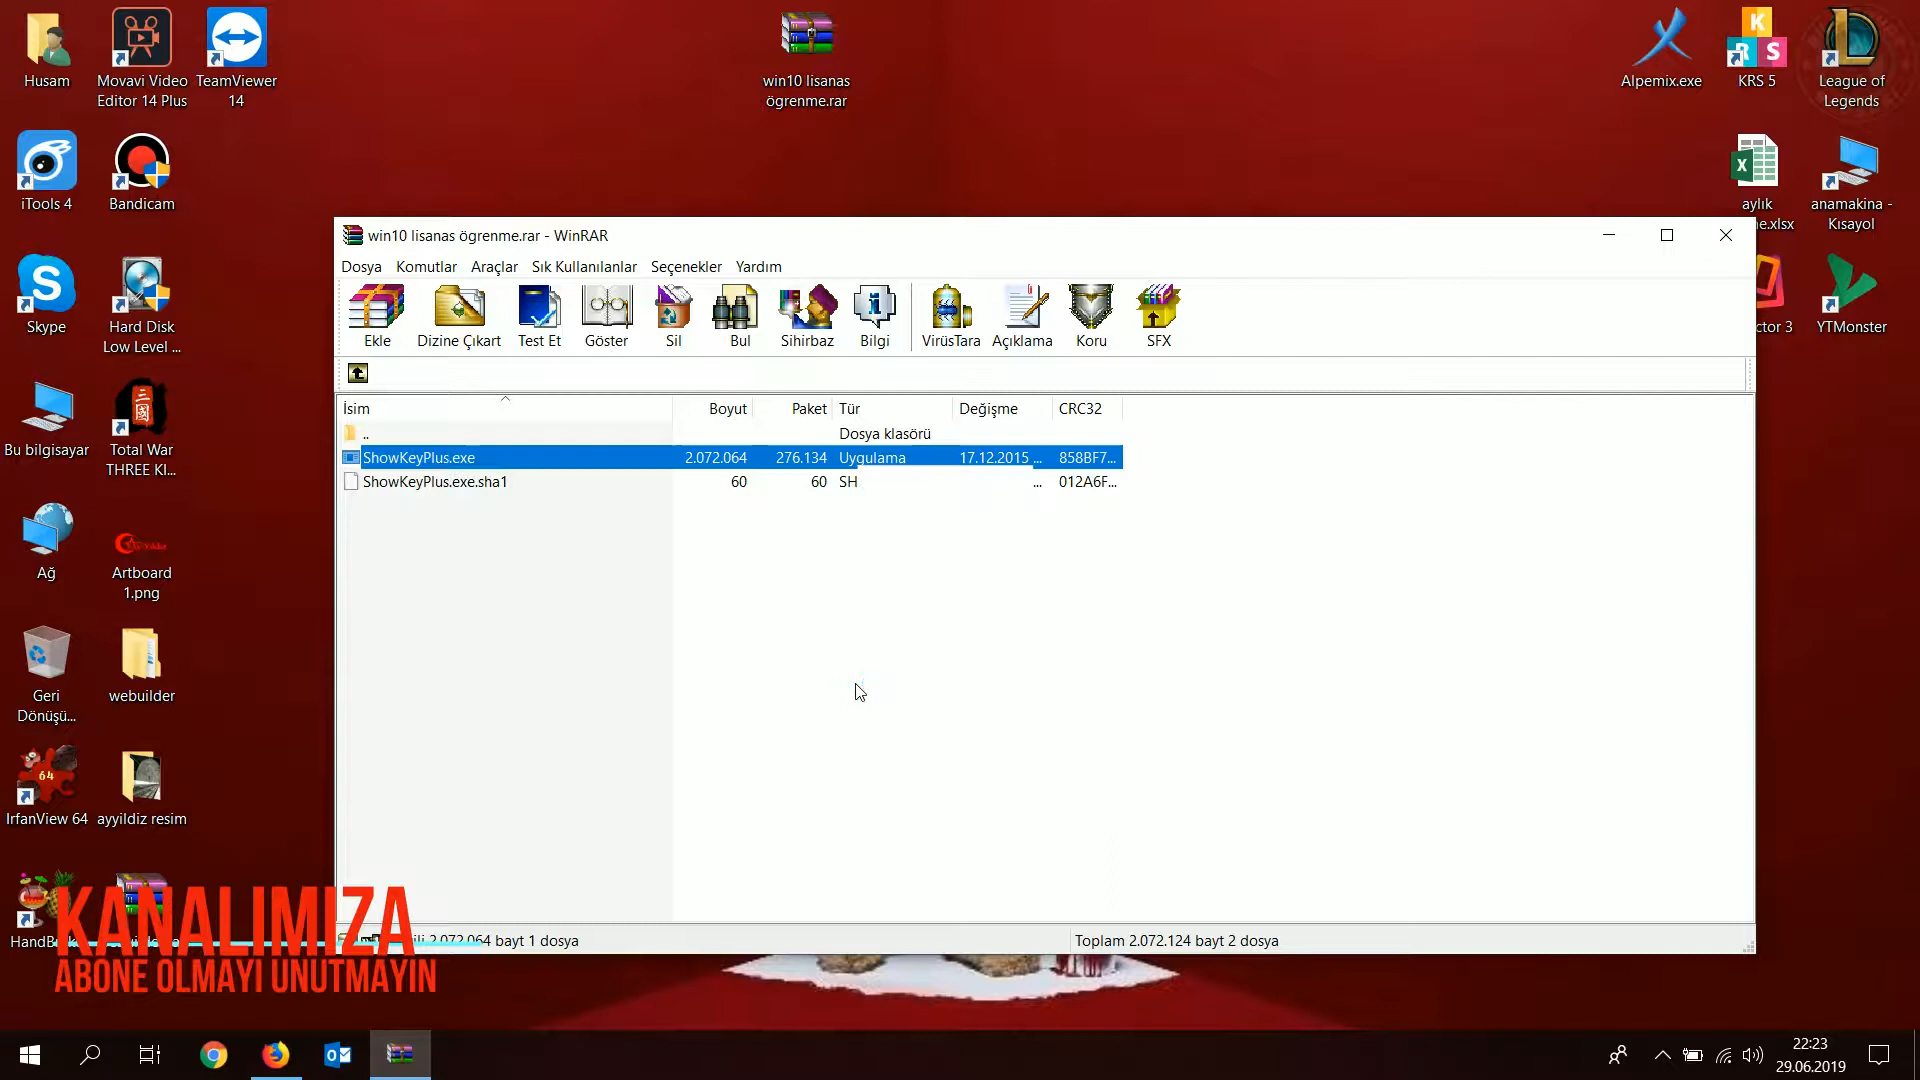 Husam
Movavi Video
Editor 14 Plus
TeamViewer
14
win10 lisanas
ögrenme.rar
Alpemix.exe
K
R S
KRS 5
League of
Legends
iTools 4
Bandicam
aylık
e.xlsx
anamakina -
Kısayol
Skype
Hard Disk
Low Level ...
ctor 3
YTMonster
Bu bilgisayar
Total War
THREE KI...
Ağ
Artboard
1.png
Geri
Dönüşü...
webuilder
64
IrfanView 64
ayyildiz resim
win10 lisanas ögrenme.rar - WinRAR
Dosya Komutlar Araçlar Sık Kullanılanlar Seçenekler Yardım
Ekle Dizine Çıkart Test Et Göster Sil Bul Sihirbaz Bilgi VirüsTara Açıklama Koru SFX
İsim Boyut Paket Tür Değişme CRC32
.. Dosya klasörü
ShowKeyPlus.exe 2.072.064 276.134 Uygulama 17.12.2015 ... 858BF7...
ShowKeyPlus.exe.sha1 60 60 SH ... 012A6F...
2.072.064 bayt 1 dosya
Toplam 2.072.124 bayt 2 dosya
KANALIMIZA
ABONE OLMAYI UNUTMAYIN
22:23
29.06.2019